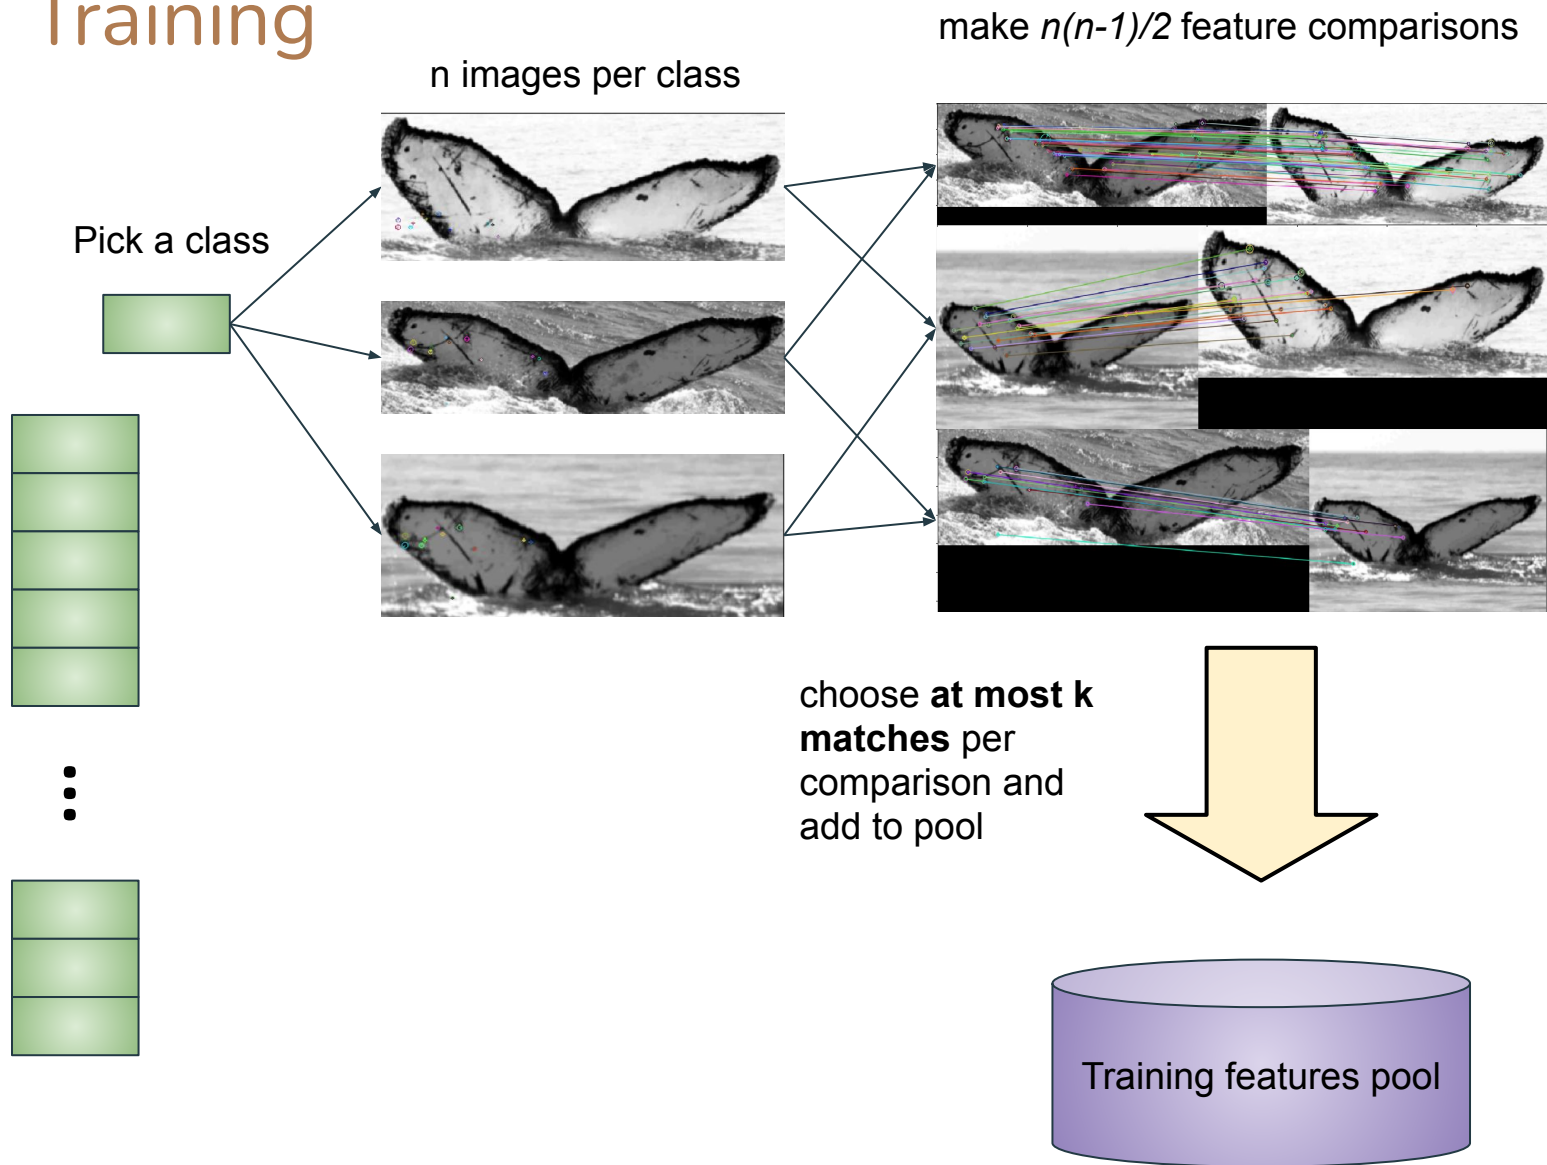 Training
make n(n-1)/2 feature comparisons
n images per class
Pick a class
choose at most k
matches per
comparison and
add to pool
Training features pool